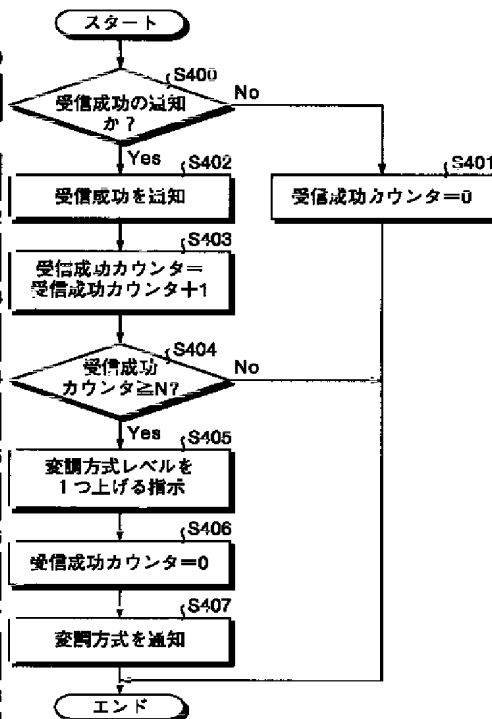 スタート
S400
受信成功の通知
か？
No
Yes
S402
受信成功を通知
S401
受信成功カウンター＝0
S403
受信成功カウンター＝
受信成功カウンター＋1
S404
受信成功
カウンター≧N?
No
Yes
S405
変調方式レベルを
１つ上げる指示
S406
受信成功カウンター＝0
S407
変調方式を通知
エンド